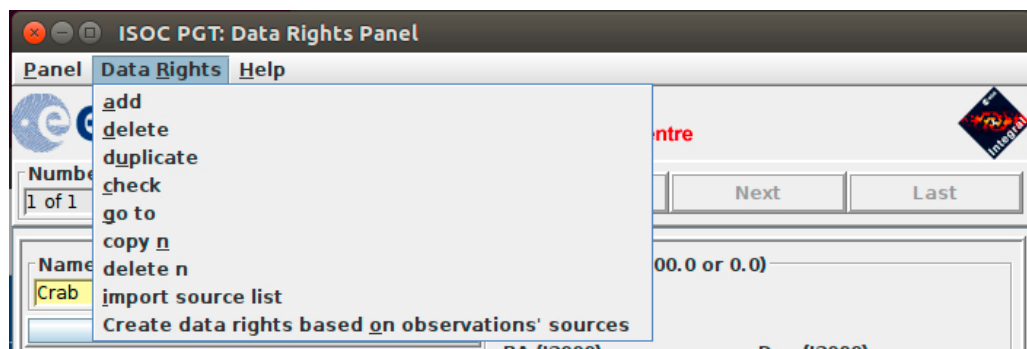 ISOC PGT: Data Rights Panel
Panel Data Rights Help
add
delete
duplicate
check
go to
copy n
delete n
import source list
Create data rights based on observations' sources
ntre
Integral
Numbe
1 of 1
Next
Last
Name
Crab
00.0 or 0.0)